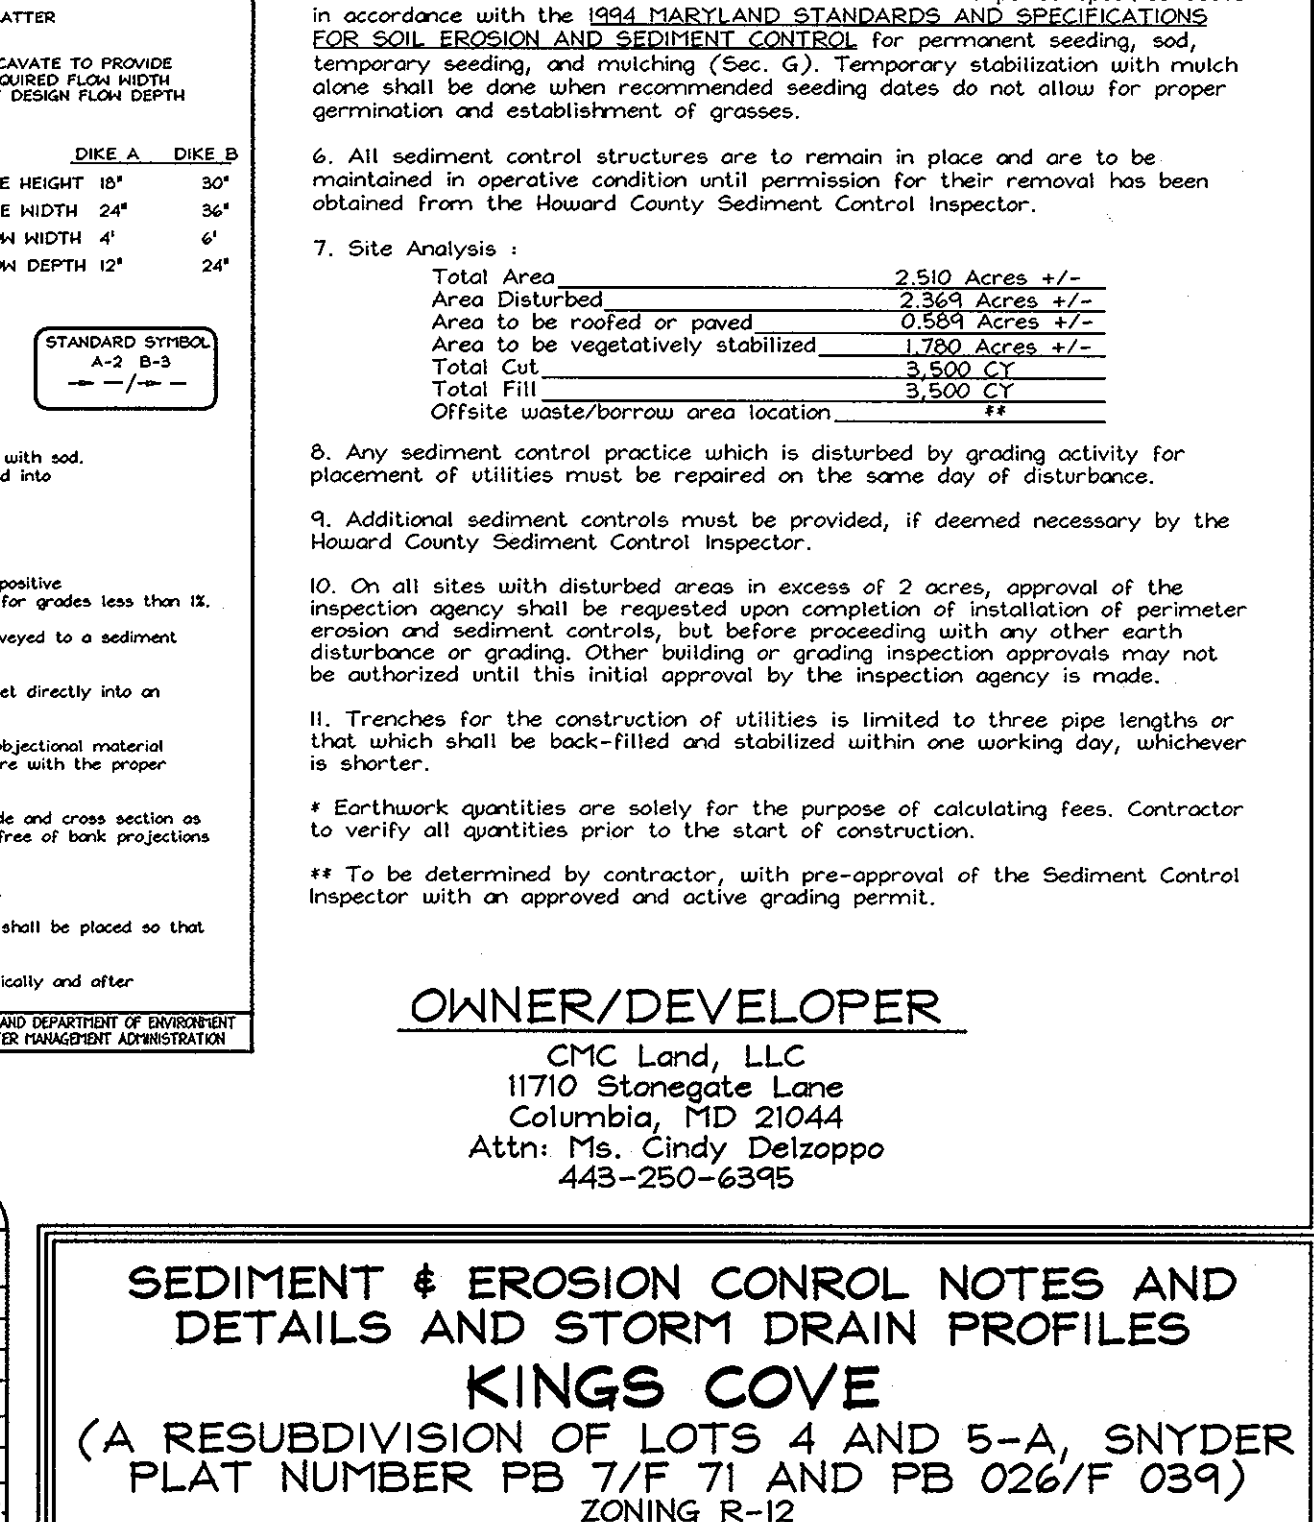 LATTER
CAVATE TO PROVIDE
QUIRED FLOW WIDTH
DESIGN FLOW DEPTH
DIKE A DIKE B
E HEIGHT 18" 30"
E WIDTH 24" 36"
W WIDTH 4' 6'
W DEPTH 12" 24"
STANDARD SYMBOL
A-2 B-3
with sod.
d into
positive
for grades less than 1%.
veyed to a sediment
et directly into an
bjectional material
re with the proper
de and cross section as
free of bank projections
shall be placed so that
ically and after
AND DEPARTMENT OF ENVIRONMENT
TER MANAGEMENT ADMINISTRATION
in accordance with the 1994 MARYLAND STANDARDS AND SPECIFICATIONS
FOR SOIL EROSION AND SEDIMENT CONTROL for permanent seeding, sod,
temporary seeding, and mulching (Sec. G). Temporary stabilization with mulch
alone shall be done when recommended seeding dates do not allow for proper
germination and establishment of grasses.
6. All sediment control structures are to remain in place and are to be
maintained in operative condition until permission for their removal has been
obtained from the Howard County Sediment Control Inspector.
7. Site Analysis :
Total Area 2.510 Acres +/-
Area Disturbed 2.369 Acres +/-
Area to be roofed or paved 0.589 Acres +/-
Area to be vegetatively stabilized 1.780 Acres +/-
Total Cut 3,500 CY
Total Fill 3,500 CY
Offsite waste/borrow area location **
8. Any sediment control practice which is disturbed by grading activity for
placement of utilities must be repaired on the same day of disturbance.
9. Additional sediment controls must be provided, if deemed necessary by the
Howard County Sediment Control Inspector.
10. On all sites with disturbed areas in excess of 2 acres, approval of the
inspection agency shall be requested upon completion of installation of perimeter
erosion and sediment controls, but before proceeding with any other earth
disturbance or grading. Other building or grading inspection approvals may not
be authorized until this initial approval by the inspection agency is made.
11. Trenches for the construction of utilities is limited to three pipe lengths or
that which shall be back-filled and stabilized within one working day, whichever
is shorter.
* Earthwork quantities are solely for the purpose of calculating fees. Contractor
to verify all quantities prior to the start of construction.
** To be determined by contractor, with pre-approval of the Sediment Control
Inspector with an approved and active grading permit.
OWNER/DEVELOPER
CMC Land, LLC
11710 Stonegate Lane
Columbia, MD 21044
Attn: Ms. Cindy Delzoppo
443-250-6395
SEDIMENT & EROSION CONROL NOTES AND
DETAILS AND STORM DRAIN PROFILES
KINGS COVE
(A RESUBDIVISION OF LOTS 4 AND 5-A, SNYDER
PLAT NUMBER PB 7/F 71 AND PB 026/F 039)
ZONING R-12